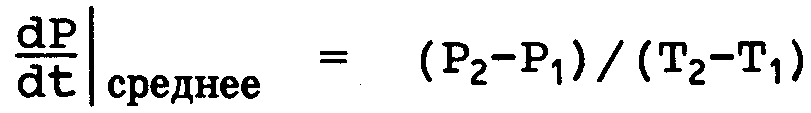 dP/dt|среднее = (P₂-P₁)/(T₂-T₁)